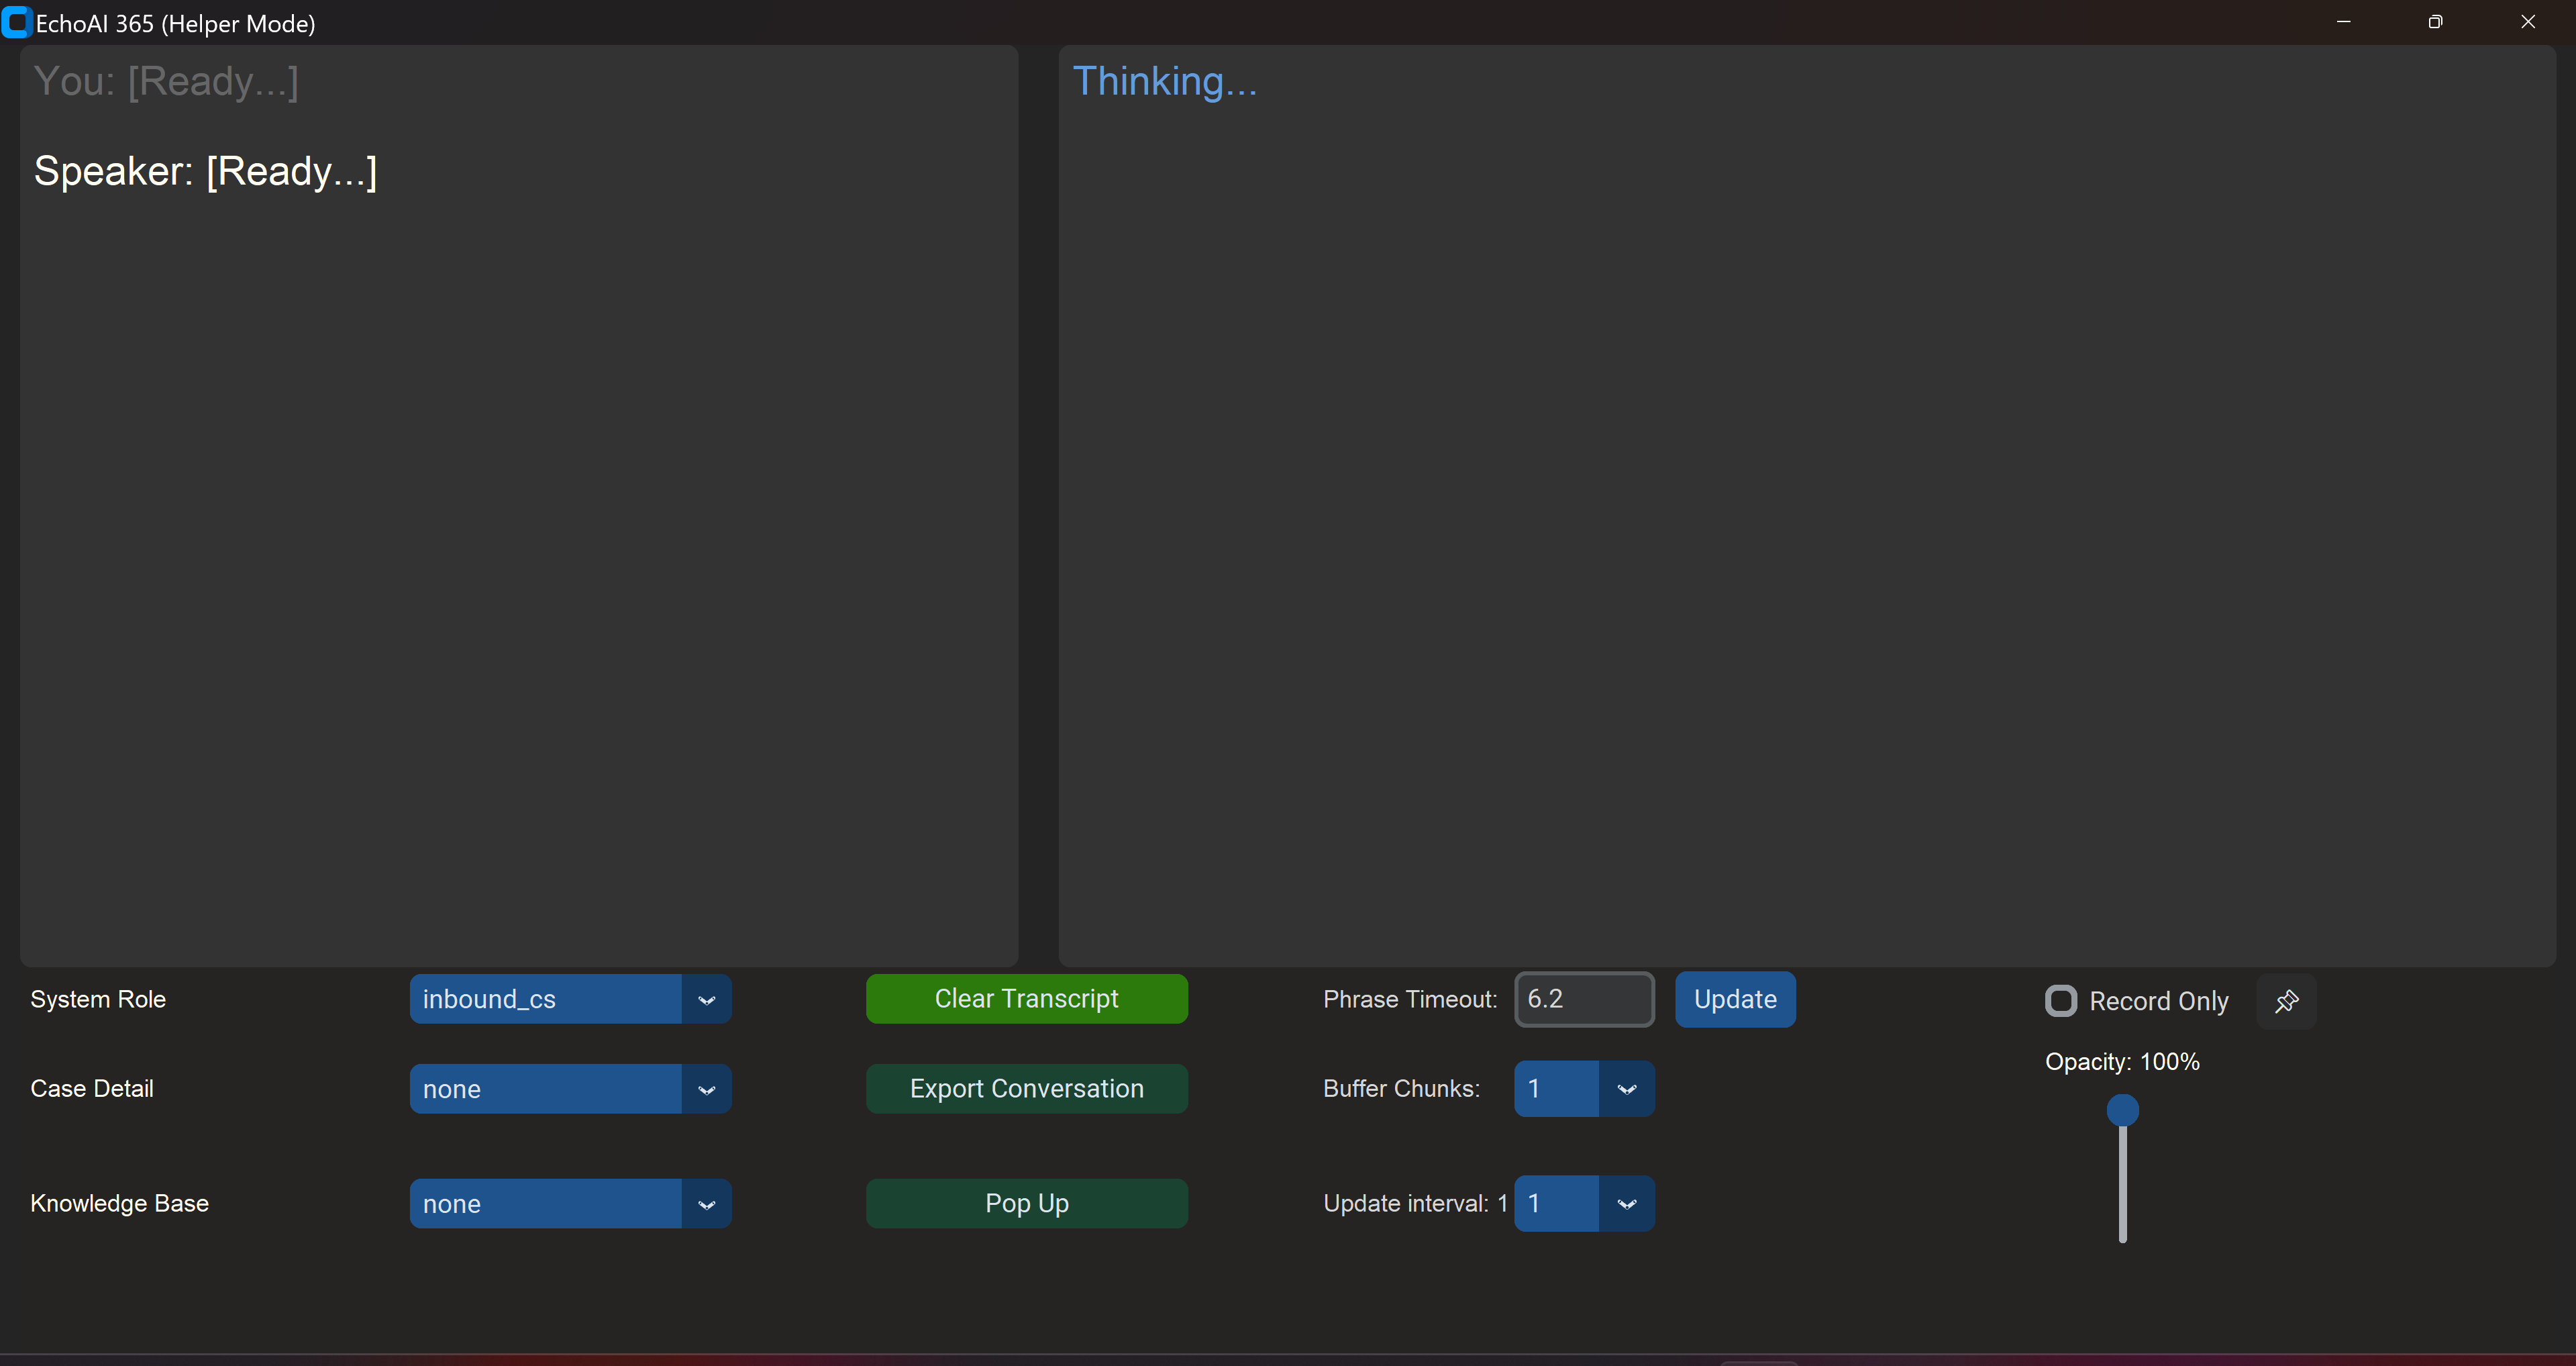 EchoAI 365 (Helper Mode)
You: [Ready...]
Speaker: [Ready...]
Thinking...
System Role
inbound_cs
Clear Transcript
Phrase Timeout:
6.2
Update
Record Only
Opacity: 100%
Case Detail
none
Export Conversation
Buffer Chunks:
1
Knowledge Base
none
Pop Up
Update interval: 1
1